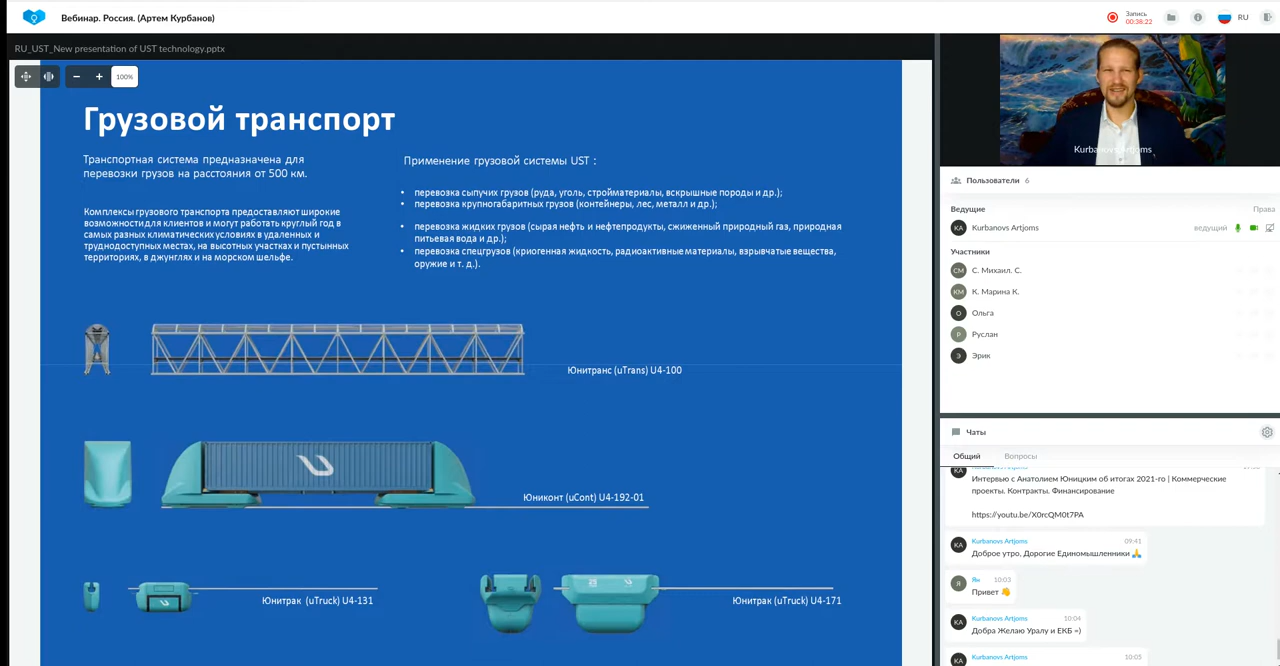 Вебинар. Россия. (Артем Курбанов)
Запись
00:38:22
RU
RU_UST_New presentation of UST technology.pptx
100%
Грузовой транспорт
Транспортная система предназначена для
перевозки грузов на расстояния от 500 км.
Комплексы грузового транспорта предоставляют широкие
возможности для клиентов и могут работать круглый год в
самых разных климатических условиях в удаленных и
труднодоступных местах, на высотных участках и пустынных
территориях, в джунглях и на морском шельфе.
Применение грузовой системы UST :
• перевозка сыпучих грузов (руда, уголь, стройматериалы, вскрышные породы и др.);
• перевозка крупногабаритных грузов (контейнеры, лес, металл и др.);
• перевозка жидких грузов (сырая нефть и нефтепродукты, сжиженный природный газ, природная
питьевая вода и др.);
• перевозка спецгрузов (криогенная жидкость, радиоактивные материалы, взрывчатые вещества,
оружие и т. д.).
Юнитранс (uTrans) U4-100
Юниконт (uCont) U4-192-01
Юнитрак (uTruck) U4-131
Юнитрак (uTruck) U4-171
Kurbanovs Artjoms
Пользователи 6
Ведущие
Права
KA
Kurbanovs Artjoms
ведущий
Участники
СМ
С. Михаил. С.
КМ
К. Марина К.
О
Ольга
Р
Руслан
Э
Эрик
Чаты
Общий
Вопросы
KA
Интервью с Анатолием Юницким об итогах 2021-го | Коммерческие
проекты. Контракты. Финансирование
https://youtu.be/X0rcQM0t7PA
KA
Kurbanovs Artjoms
09:41
Доброе утро, Дорогие Единомышленники 🙏
Я
Ян
10:03
Привет 👋
KA
Kurbanovs Artjoms
10:04
Добра Желаю Уралу и ЕКБ =)
KA
Kurbanovs Artjoms
10:05